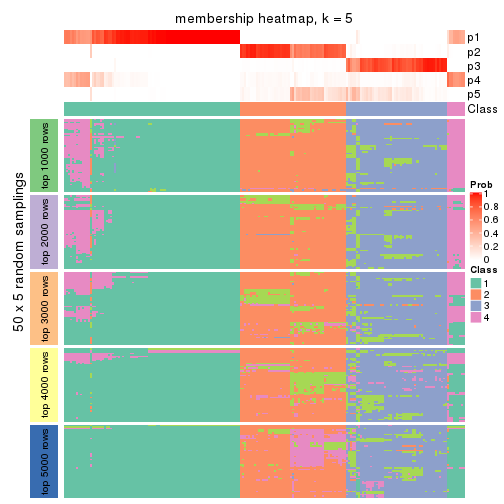 membership heatmap, k = 5
p1
p2
p3
p4
p5
Class
50 x 5 random samplings
top 1000 rows
top 2000 rows
top 3000 rows
top 4000 rows
top 5000 rows
Prob
1
0.8
0.6
0.4
0.2
0
Class
1
2
3
4